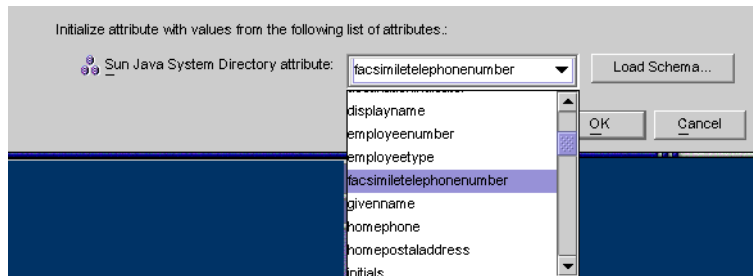 Initialize attribute with values from the following list of attributes.:
Sun Java System Directory attribute:
facsimiletelephonenumber
Load Schema...
displayname
employeenumber
employeetype
facsimiletelephonenumber
givenname
homephone
homepostaladdress
initials
OK
Cancel